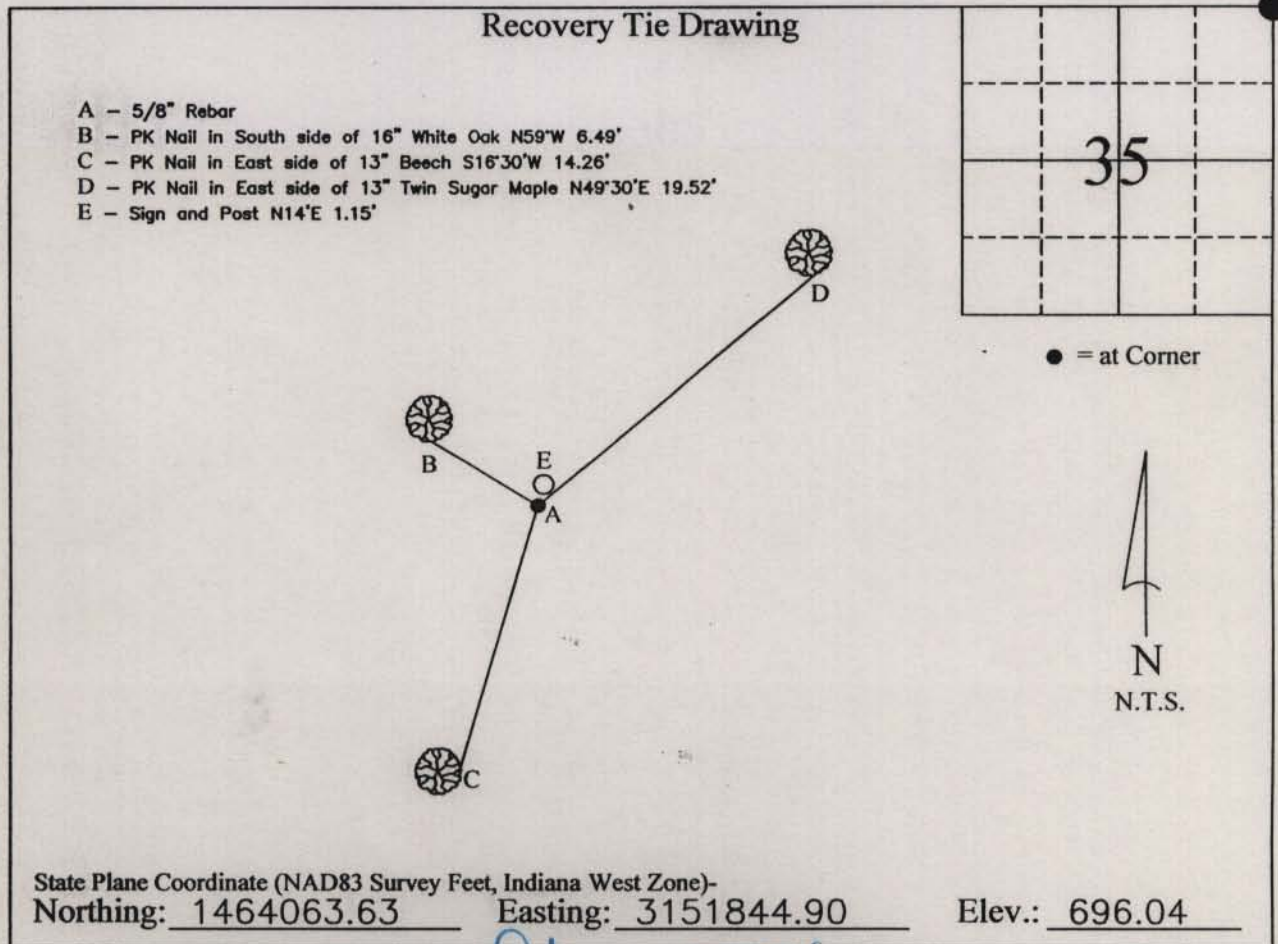 Recovery Tie Drawing
A – 5/8" Rebar
B – PK Nail in South side of 16" White Oak N59°W 6.49'
C – PK Nail in East side of 13" Beech S16°30'W 14.26'
D – PK Nail in East side of 13" Twin Sugar Maple N49°30'E 19.52'
E – Sign and Post N14°E 1.15'
35
● = at Corner
D
B
E
A
C
N
N.T.S.
State Plane Coordinate (NAD83 Survey Feet, Indiana West Zone)-
Northing: 1464063.63 Easting: 3151844.90 Elev.: 696.04